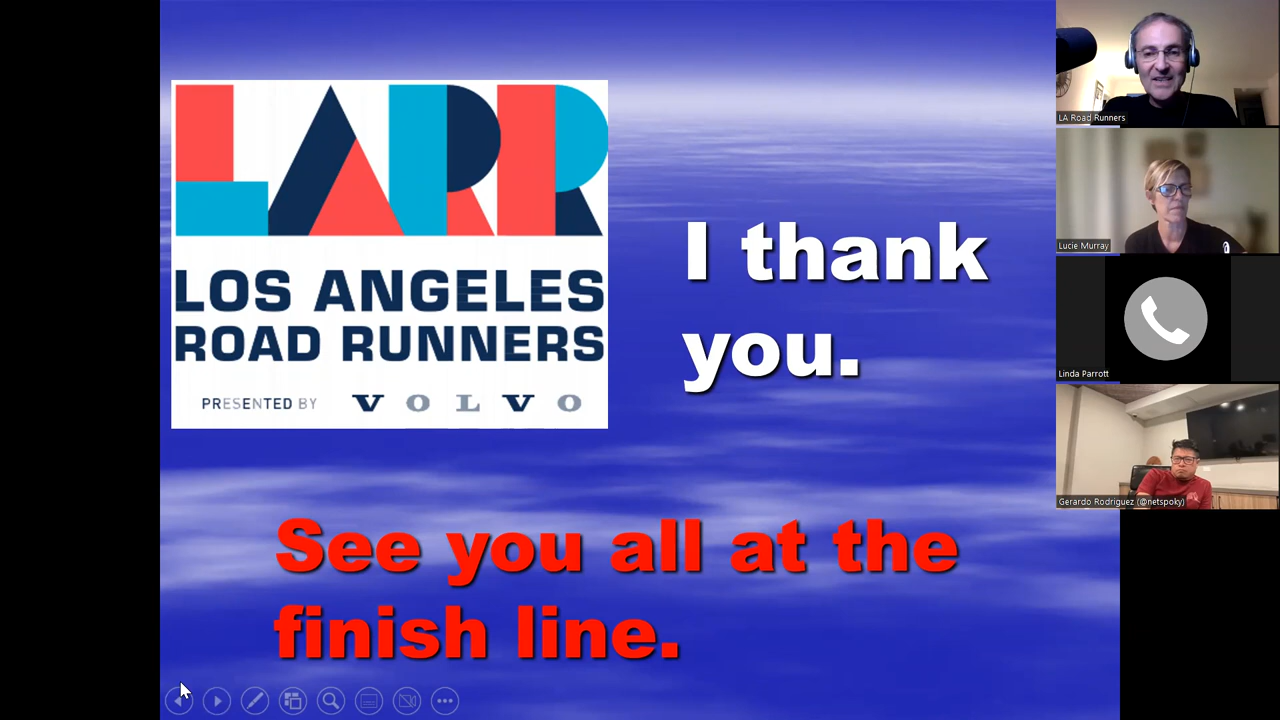 LARR
LOS ANGELES
ROAD RUNNERS
PRESENTED BY VOLVO
I thank
you.
See you all at the
finish line.
LA Road Runners
Lucie Murray
Linda Parrott
Gerardo Rodriguez (@netspoky)